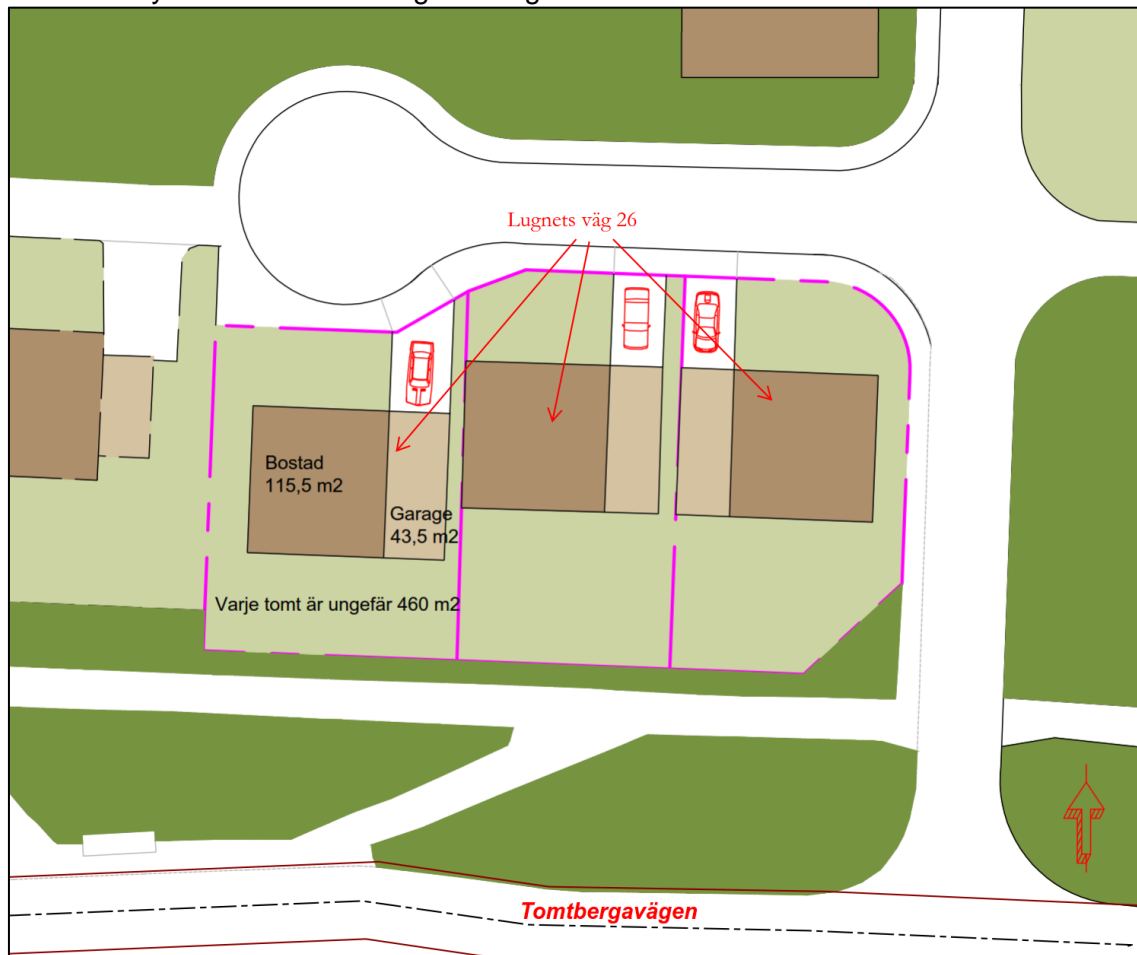 Lugnets väg 26
Bostad
115,5 m2
Garage
43,5 m2
Varje tomt är ungefär 460 m2
Tomtbergavägen